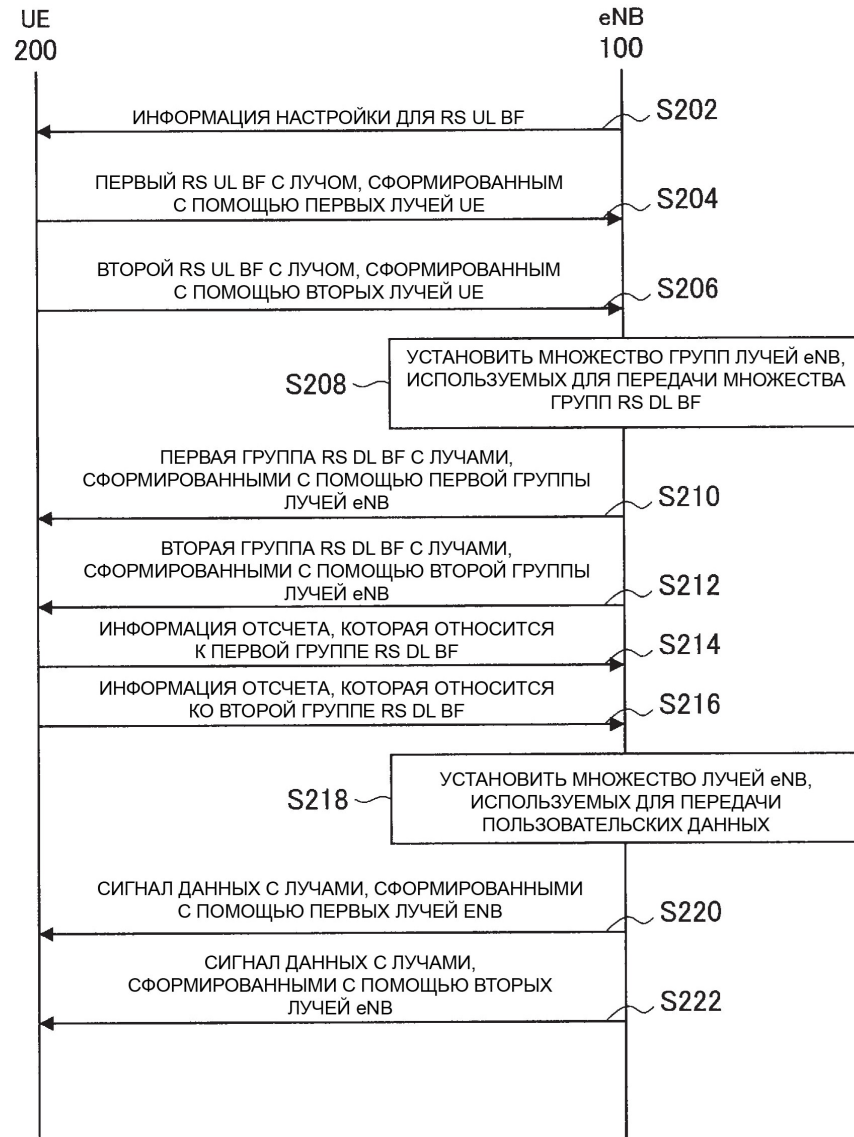 UE
200
eNB
100
ИНФОРМАЦИЯ НАСТРОЙКИ ДЛЯ RS UL BF
S202
ПЕРВЫЙ RS UL BF С ЛУЧОМ, СФОРМИРОВАННЫМ
С ПОМОЩЬЮ ПЕРВЫХ ЛУЧЕЙ UE
S204
ВТОРОЙ RS UL BF С ЛУЧОМ, СФОРМИРОВАННЫМ
С ПОМОЩЬЮ ВТОРЫХ ЛУЧЕЙ UE
S206
S208
УСТАНОВИТЬ МНОЖЕСТВО ГРУПП ЛУЧЕЙ eNB,
ИСПОЛЬЗУЕМЫХ ДЛЯ ПЕРЕДАЧИ МНОЖЕСТВА
ГРУПП RS DL BF
ПЕРВАЯ ГРУППА RS DL BF С ЛУЧАМИ,
СФОРМИРОВАННЫМИ С ПОМОЩЬЮ ПЕРВОЙ ГРУППЫ
ЛУЧЕЙ eNB
S210
ВТОРАЯ ГРУППА RS DL BF С ЛУЧАМИ,
СФОРМИРОВАННЫМИ С ПОМОЩЬЮ ВТОРОЙ ГРУППЫ
ЛУЧЕЙ eNB
S212
ИНФОРМАЦИЯ ОТСЧЕТА, КОТОРАЯ ОТНОСИТСЯ
К ПЕРВОЙ ГРУППЕ RS DL BF
S214
ИНФОРМАЦИЯ ОТСЧЕТА, КОТОРАЯ ОТНОСИТСЯ
КО ВТОРОЙ ГРУППЕ RS DL BF
S216
S218
УСТАНОВИТЬ МНОЖЕСТВО ЛУЧЕЙ eNB,
ИСПОЛЬЗУЕМЫХ ДЛЯ ПЕРЕДАЧИ
ПОЛЬЗОВАТЕЛЬСКИХ ДАННЫХ
СИГНАЛ ДАННЫХ С ЛУЧАМИ, СФОРМИРОВАННЫМИ
С ПОМОЩЬЮ ПЕРВЫХ ЛУЧЕЙ ENB
S220
СИГНАЛ ДАННЫХ С ЛУЧАМИ,
СФОРМИРОВАННЫМИ С ПОМОЩЬЮ ВТОРЫХ
ЛУЧЕЙ eNB
S222